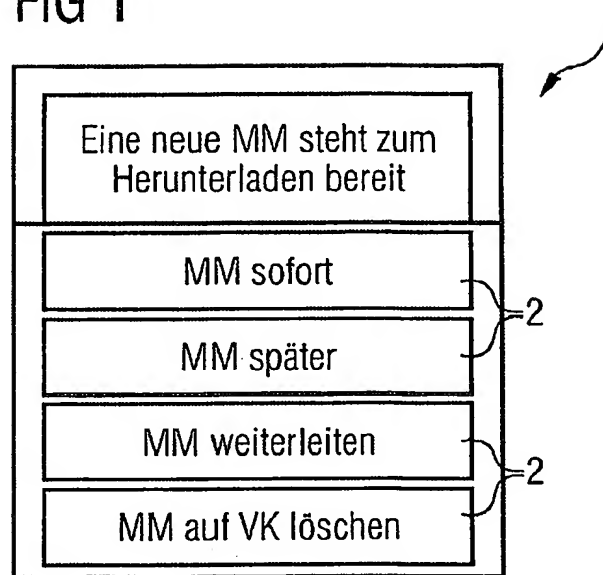 FIG 1
Eine neue MM steht zum
Herunterladen bereit
MM sofort
2
MM später
MM weiterleiten
2
MM auf VK löschen